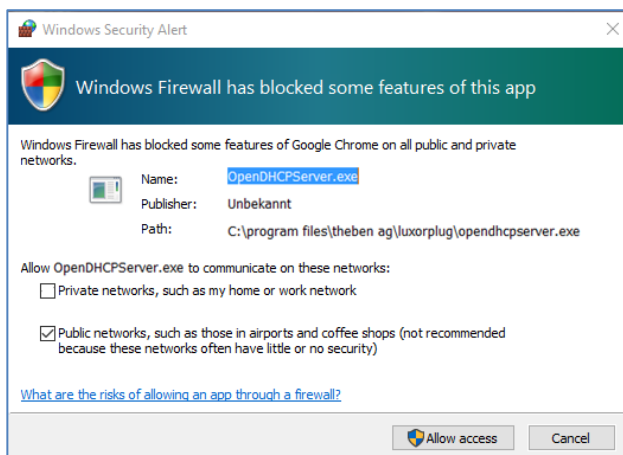 Windows Security Alert
Windows Firewall has blocked some features of this app
Windows Firewall has blocked some features of Google Chrome on all public and private
networks.
Name: OpenDHCPServer.exe
Publisher: Unbekannt
Path: C:\program files\theben ag\luxorplug\opendhcpserver.exe
Allow OpenDHCPServer.exe to communicate on these networks:
Private networks, such as my home or work network
Public networks, such as those in airports and coffee shops (not recommended
because these networks often have little or no security)
What are the risks of allowing an app through a firewall?
Allow access Cancel